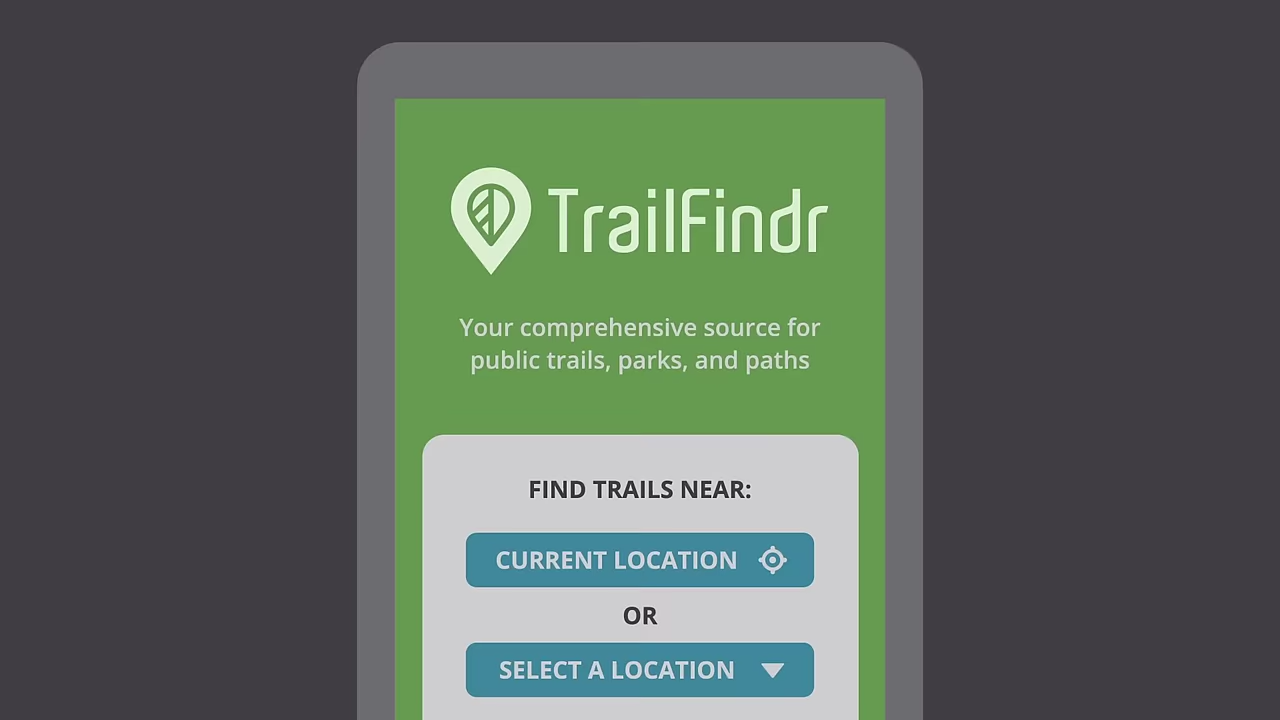 TrailFindr
Your comprehensive source for
public trails, parks, and paths
FIND TRAILS NEAR:
CURRENT LOCATION
OR
SELECT A LOCATION